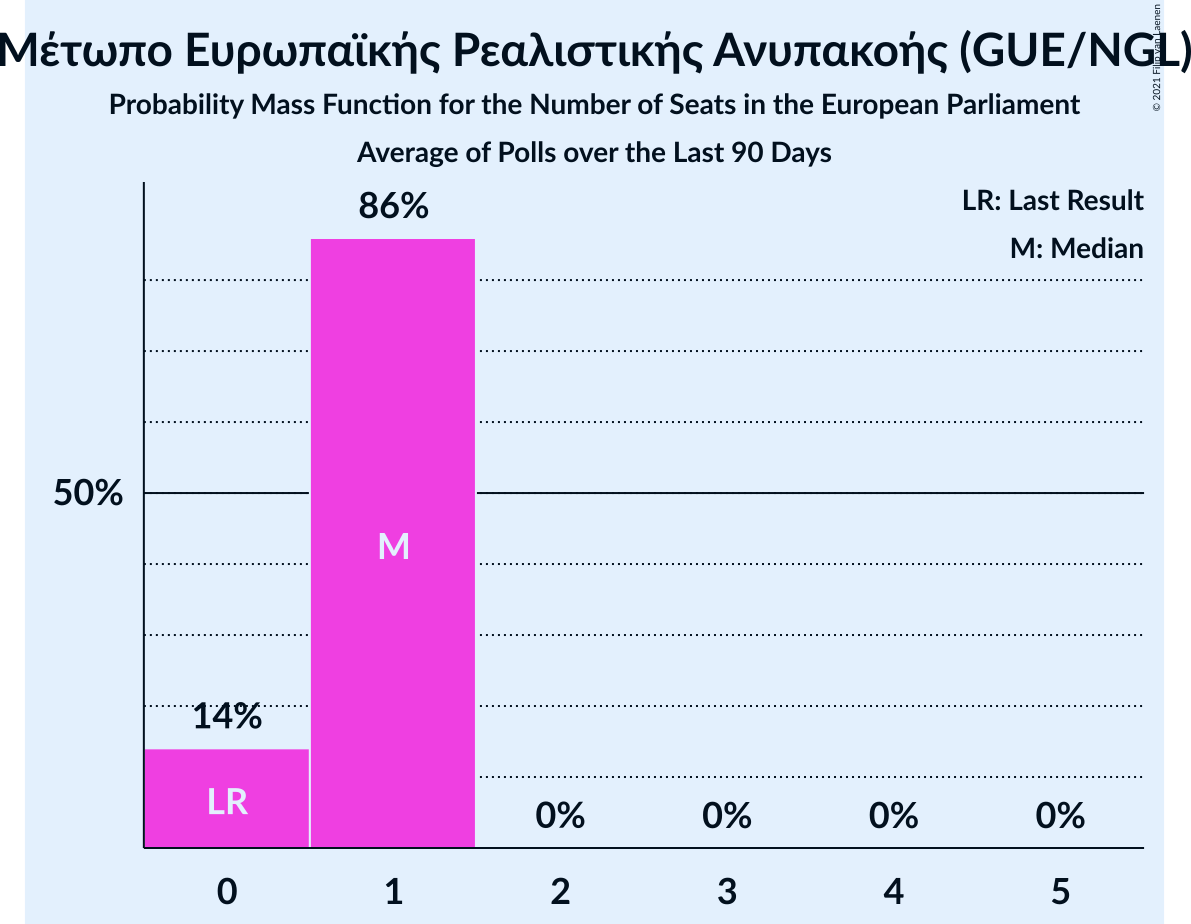 Μέτωπο Ευρωπαϊκής Ρεαλιστικής Ανυπακοής (GUE/NGL)
Probability Mass Function for the Number of Seats in the European Parliament
Average of Polls over the Last 90 Days
© 2021 Filip van Laenen
LR: Last Result
M: Median
86%
50%
M
14%
LR
0% 0% 0% 0%
0 1 2 3 4 5